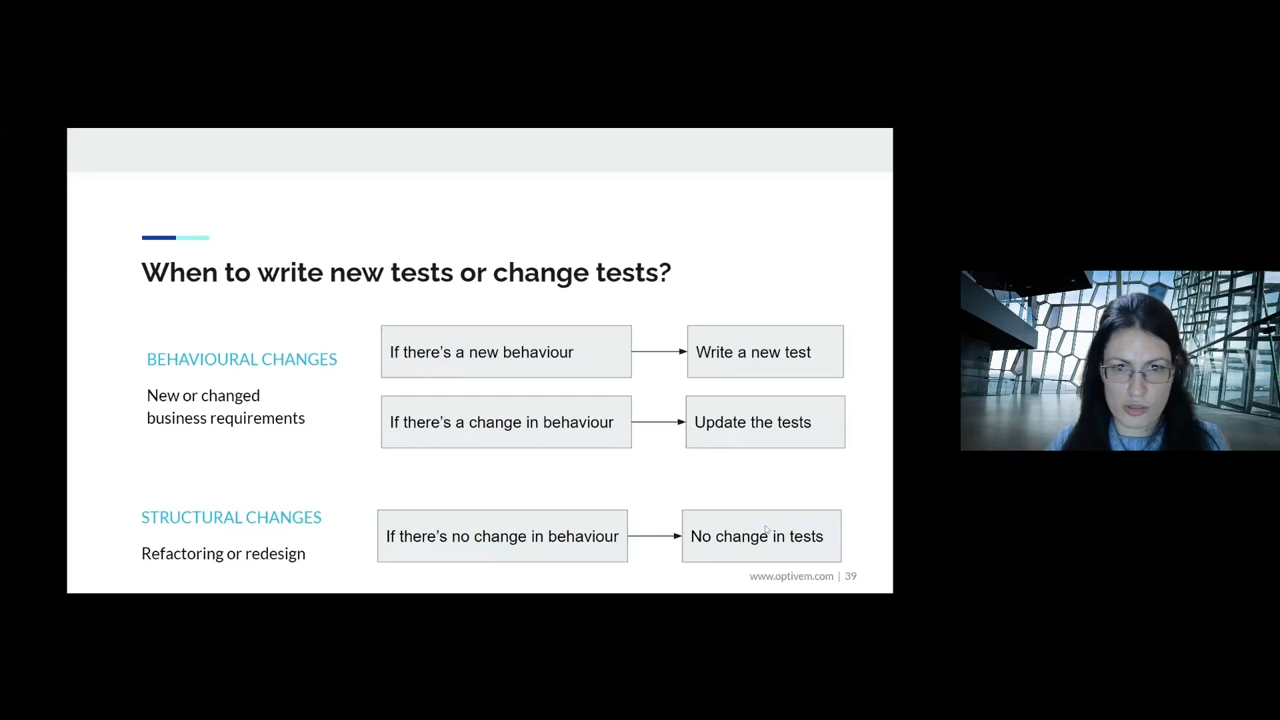 When to write new tests or change tests?
BEHAVIOURAL CHANGES
New or changed
business requirements
If there's a new behaviour
Write a new test
If there's a change in behaviour
Update the tests
STRUCTURAL CHANGES
Refactoring or redesign
If there's no change in behaviour
No change in tests
www.optivem.com | 39